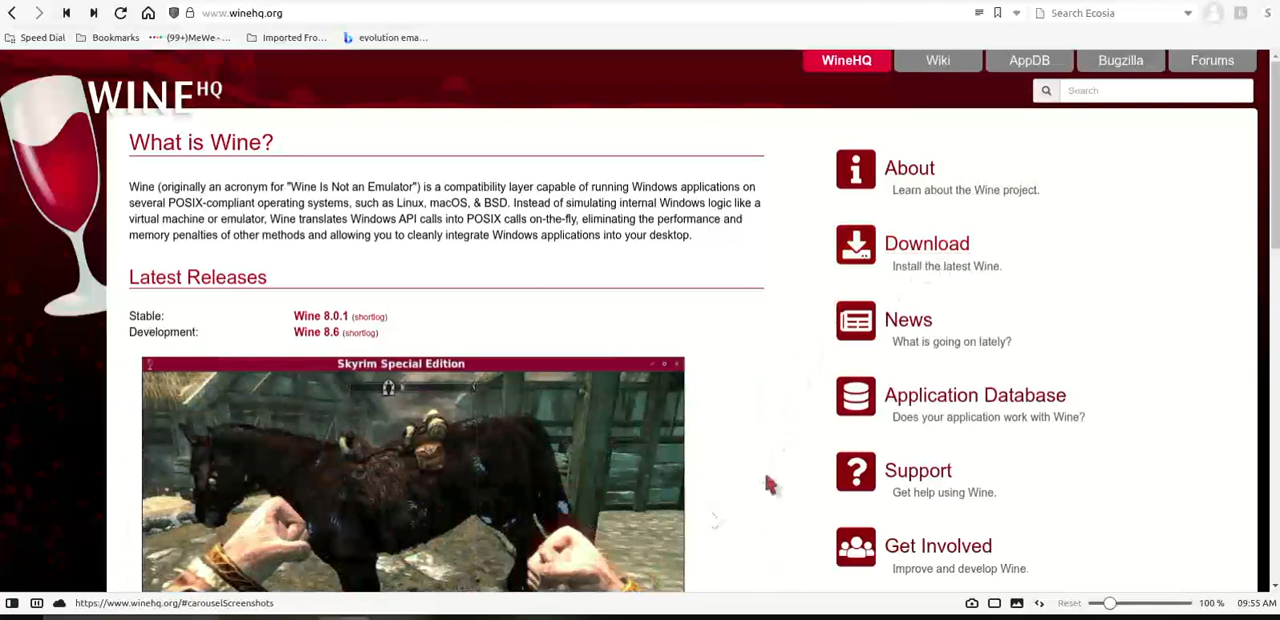 www.winehq.org
Search Ecosia
Speed Dial
Bookmarks
(99+)MeWe -...
Imported Fro...
evolution ema...
WineHQ
Wiki
AppDB
Bugzilla
Forums
WINE HQ
Search
What is Wine?
Wine (originally an acronym for "Wine Is Not an Emulator") is a compatibility layer capable of running Windows applications on
several POSIX-compliant operating systems, such as Linux, macOS, & BSD. Instead of simulating internal Windows logic like a
virtual machine or emulator, Wine translates Windows API calls into POSIX calls on-the-fly, eliminating the performance and
memory penalties of other methods and allowing you to cleanly integrate Windows applications into your desktop.
Latest Releases
Stable: Wine 8.0.1 (shortlog)
Development: Wine 8.6 (shortlog)
Skyrim Special Edition
About
Learn about the Wine project.
Download
Install the latest Wine.
News
What is going on lately?
Application Database
Does your application work with Wine?
Support
Get help using Wine.
Get Involved
Improve and develop Wine.
https://www.winehq.org/#carouselScreenshots
Reset
100 %
09:55 AM